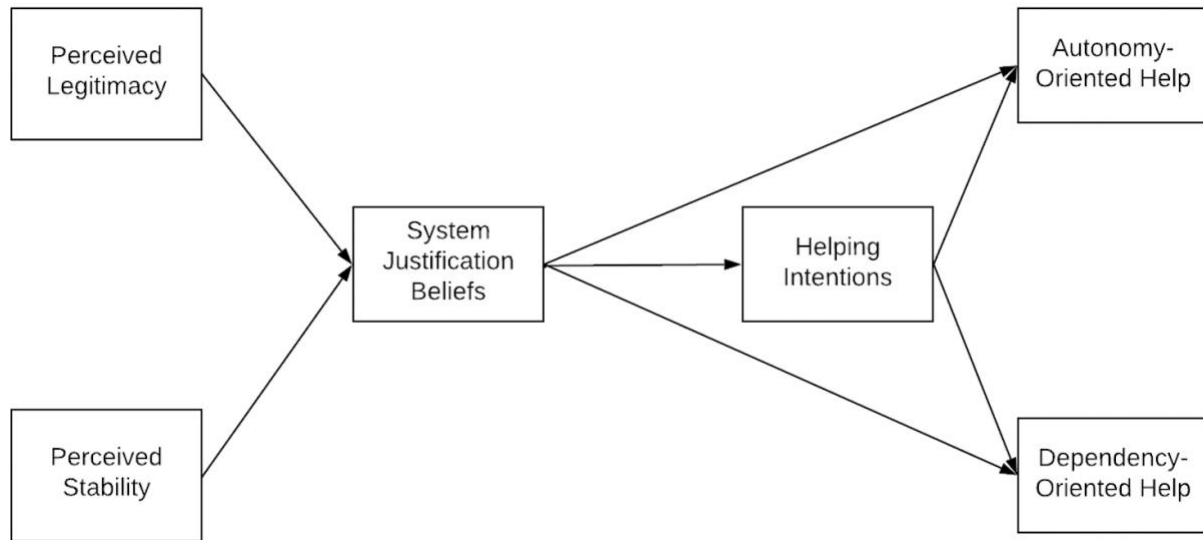 Perceived
Legitimacy
Autonomy-
Oriented Help
System
Justification
Beliefs
Helping
Intentions
Perceived
Stability
Dependency-
Oriented Help